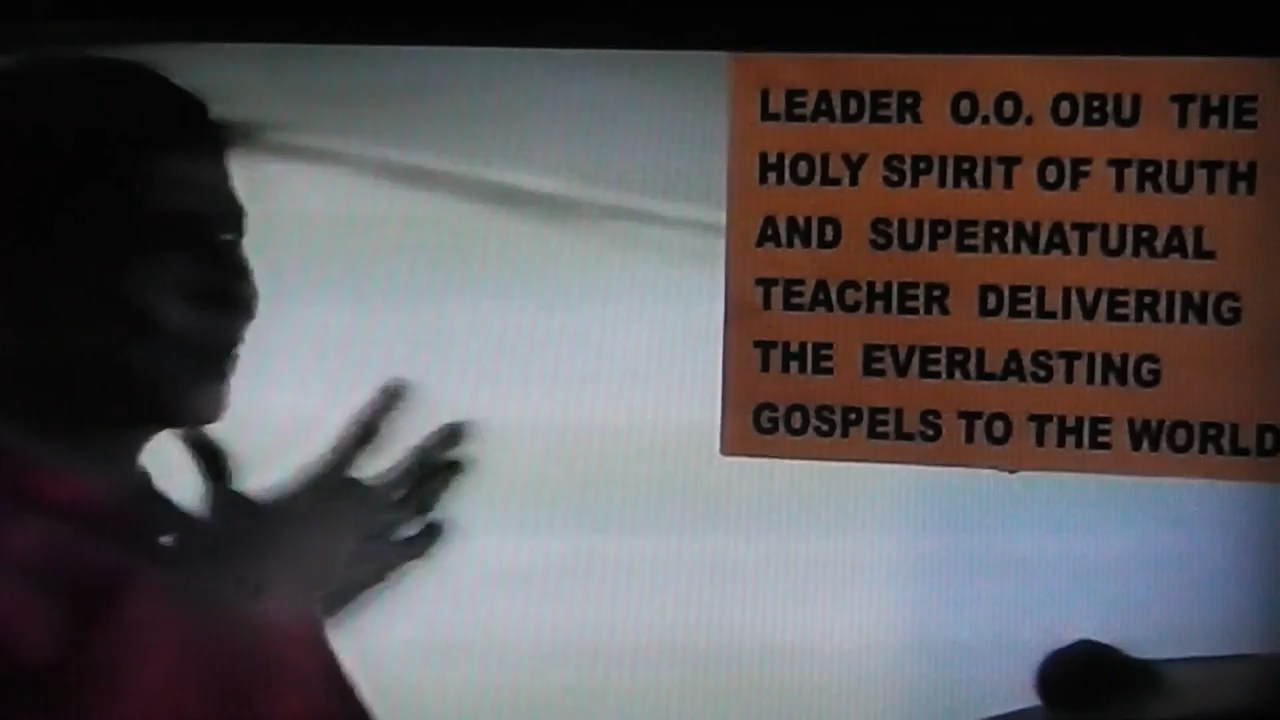 LEADER O.O. OBU THE
HOLY SPIRIT OF TRUTH
AND SUPERNATURAL
TEACHER DELIVERING
THE EVERLASTING
GOSPELS TO THE WORLD